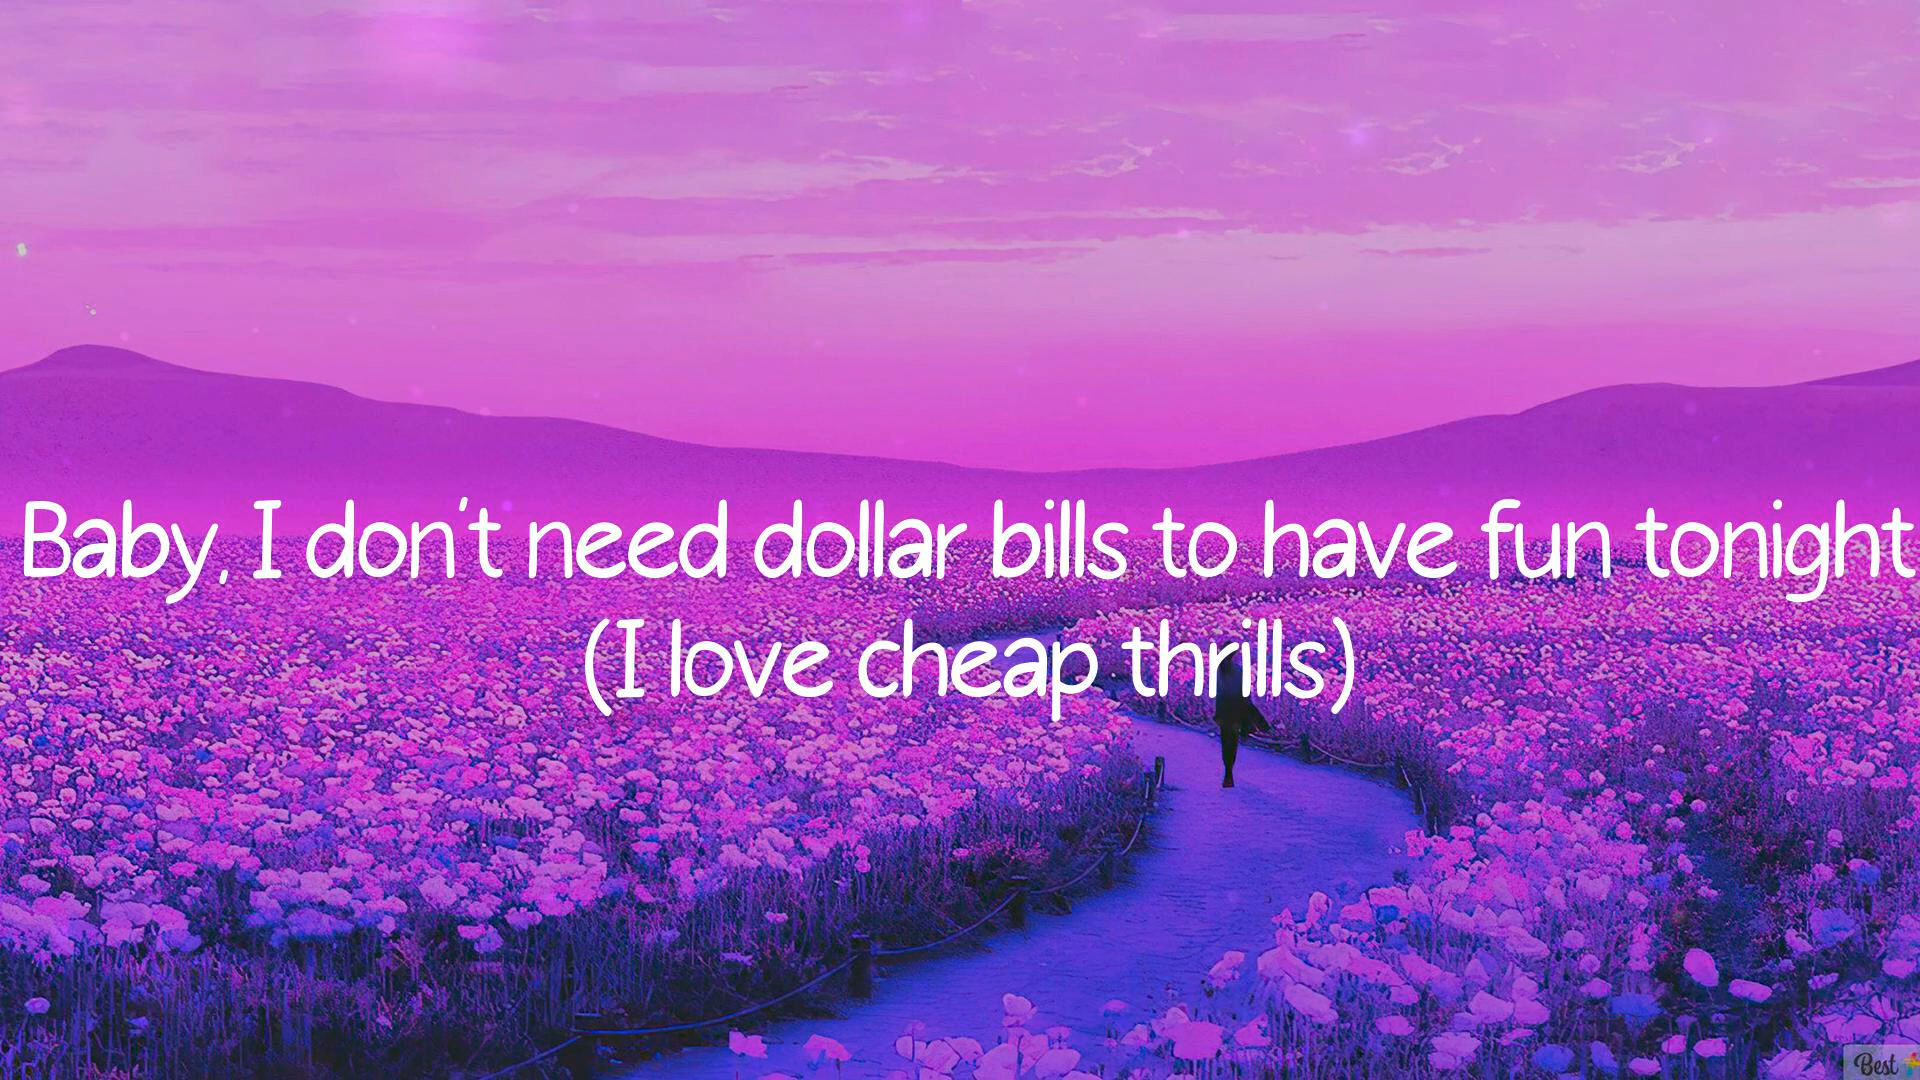 Baby, I don't need dollar bills to have fun tonight
(I love cheap thrills)
Best